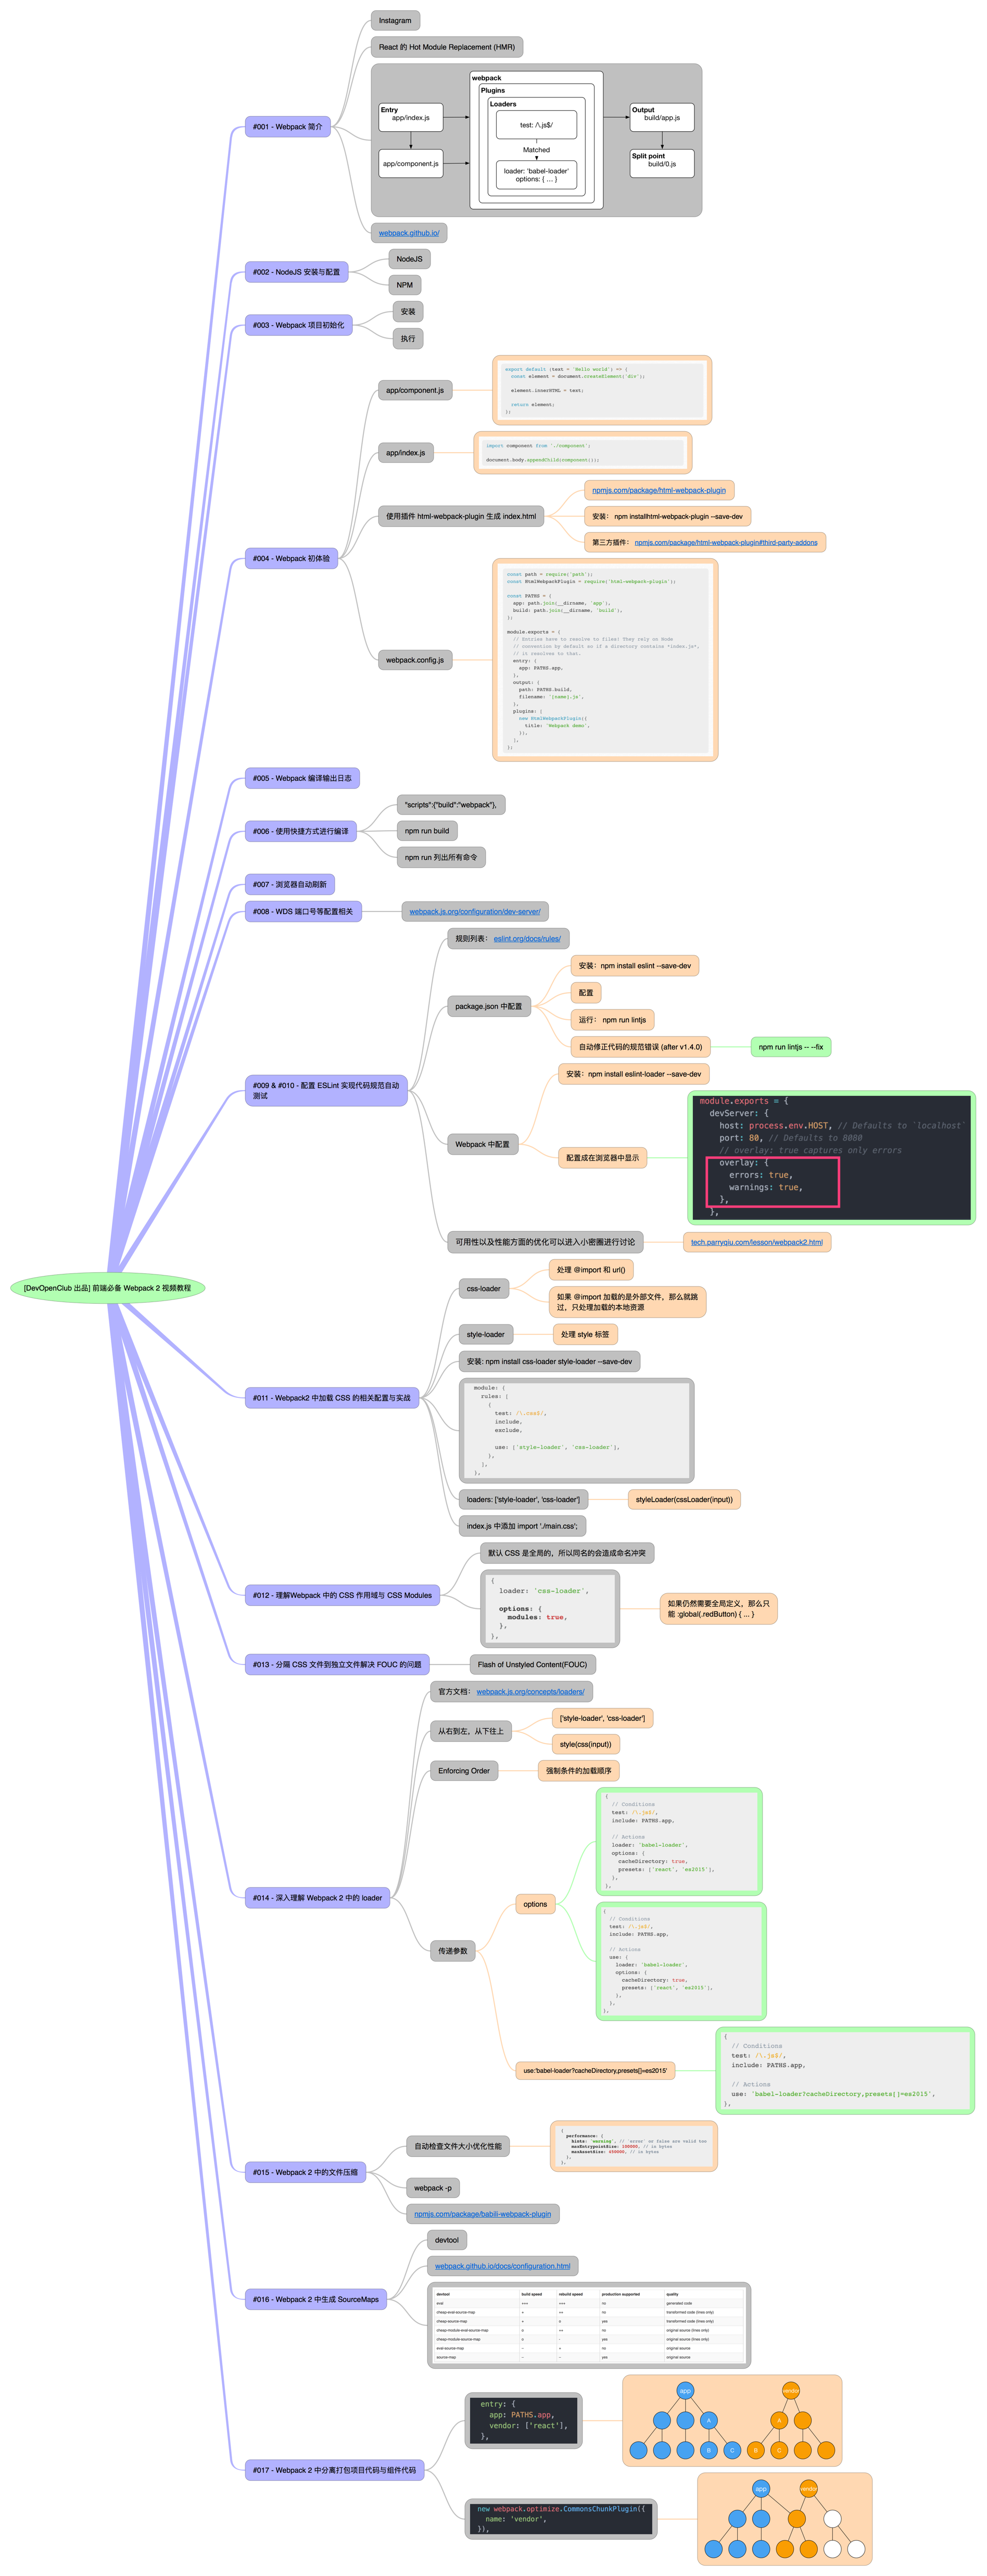 [DevOpenClub 出品] 前端必备 Webpack 2 视频教程
#001 - Webpack 简介
Instagram
React 的 Hot Module Replacement (HMR)
Entry
app/index.js
app/component.js
webpack
Plugins
Loaders
test: /\.js$/
Matched
loader: 'babel-loader'
options: { ... }
Output
build/app.js
Split point
build/0.js
webpack.github.io/
#002 - NodeJS 安装与配置
NodeJS
NPM
#003 - Webpack 项目初始化
安装
执行
#004 - Webpack 初体验
app/component.js
export default (text = 'Hello world') => {
const element = document.createElement('div');
element.innerHTML = text;
return element;
};
app/index.js
import component from './component';
document.body.appendChild(component());
使用插件 html-webpack-plugin 生成 index.html
npmjs.com/package/html-webpack-plugin
安装： npm installhtml-webpack-plugin --save-dev
第三方插件： npmjs.com/package/html-webpack-plugin#third-party-addons
webpack.config.js
const path = require('path');
const HtmlWebpackPlugin = require('html-webpack-plugin');
const PATHS = {
app: path.join(__dirname, 'app'),
build: path.join(__dirname, 'build'),
};
module.exports = {
// Entries have to resolve to files! They rely on Node
// convention by default so if a directory contains *index.js*,
// it resolves to that.
entry: {
app: PATHS.app,
},
output: {
path: PATHS.build,
filename: '[name].js',
},
plugins: [
new HtmlWebpackPlugin({
title: 'Webpack demo',
}),
],
};
#005 - Webpack 编译输出日志
#006 - 使用快捷方式进行编译
"scripts":{"build":"webpack"},
npm run build
npm run 列出所有命令
#007 - 浏览器自动刷新
#008 - WDS 端口号等配置相关
webpack.js.org/configuration/dev-server/
#009 & #010 - 配置 ESLint 实现代码规范自动
测试
规则列表： eslint.org/docs/rules/
package.json 中配置
安装：npm install eslint --save-dev
配置
运行： npm run lintjs
自动修正代码的规范错误 (after v1.4.0)
npm run lintjs -- --fix
Webpack 中配置
安装：npm install eslint-loader --save-dev
配置成在浏览器中显示
module.exports = {
devServer: {
host: process.env.HOST, // Defaults to `localhost`
port: 80, // Defaults to 8080
// overlay: true captures only errors
overlay: {
errors: true,
warnings: true,
},
},
可用性以及性能方面的优化可以进入小密圈进行讨论
tech.parryqiu.com/lesson/webpack2.html
#011 - Webpack2 中加载 CSS 的相关配置与实战
css-loader
处理 @import 和 url()
如果 @import 加载的是外部文件，那么就跳
过，只处理加载的本地资源
style-loader
处理 style 标签
安装: npm install css-loader style-loader --save-dev
module: {
rules: [
{
test: /\.css$/,
include,
exclude,
use: ['style-loader', 'css-loader'],
},
],
},
loaders: ['style-loader', 'css-loader']
styleLoader(cssLoader(input))
index.js 中添加 import './main.css';
#012 - 理解Webpack 中的 CSS 作用域与 CSS Modules
默认 CSS 是全局的，所以同名的会造成命名冲突
{
loader: 'css-loader',
options: {
modules: true,
},
},
如果仍然需要全局定义，那么只
能 :global(.redButton) { ... }
#013 - 分隔 CSS 文件到独立文件解决 FOUC 的问题
Flash of Unstyled Content(FOUC)
#014 - 深入理解 Webpack 2 中的 loader
官方文档： webpack.js.org/concepts/loaders/
从右到左，从下往上
['style-loader', 'css-loader']
style(css(input))
Enforcing Order
强制条件的加载顺序
传递参数
options
{
// Conditions
test: /\.js$/,
include: PATHS.app,
// Actions
loader: 'babel-loader',
options: {
cacheDirectory: true,
presets: ['react', 'es2015'],
},
},
{
// Conditions
test: /\.js$/,
include: PATHS.app,
// Actions
use: {
loader: 'babel-loader',
options: {
cacheDirectory: true,
presets: ['react', 'es2015'],
},
},
},
use:'babel-loader?cacheDirectory,presets[]=es2015'
{
// Conditions
test: /\.js$/,
include: PATHS.app,
// Actions
use: 'babel-loader?cacheDirectory,presets[]=es2015',
},
#015 - Webpack 2 中的文件压缩
自动检查文件大小优化性能
{
performance: {
hints: 'warning', // 'error' or false are valid too
maxEntrypointSize: 100000, // in bytes
maxAssetSize: 450000, // in bytes
},
},
webpack -p
npmjs.com/package/babili-webpack-plugin
#016 - Webpack 2 中生成 SourceMaps
devtool
webpack.github.io/docs/configuration.html
devtool build speed rebuild speed production supported quality
eval +++ +++ no generated code
cheap-eval-source-map + ++ no transformed code (lines only)
cheap-source-map + o yes transformed code (lines only)
cheap-module-eval-source-map o ++ no original source (lines only)
cheap-module-source-map o - yes original source (lines only)
eval-source-map -- + no original source
source-map -- -- yes original source
#017 - Webpack 2 中分离打包项目代码与组件代码
entry: {
app: PATHS.app,
vendor: ['react'],
},
app
vendor
A
A
B
C
B
C
new webpack.optimize.CommonsChunkPlugin({
name: 'vendor',
}),
app
vendor